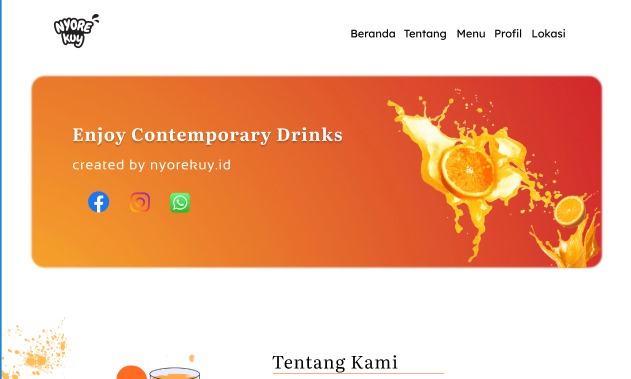 NYORE
KUY
Beranda Tentang Menu Profil Lokasi
Enjoy Contemporary Drinks
created by nyorekuy.id
Tentang Kami